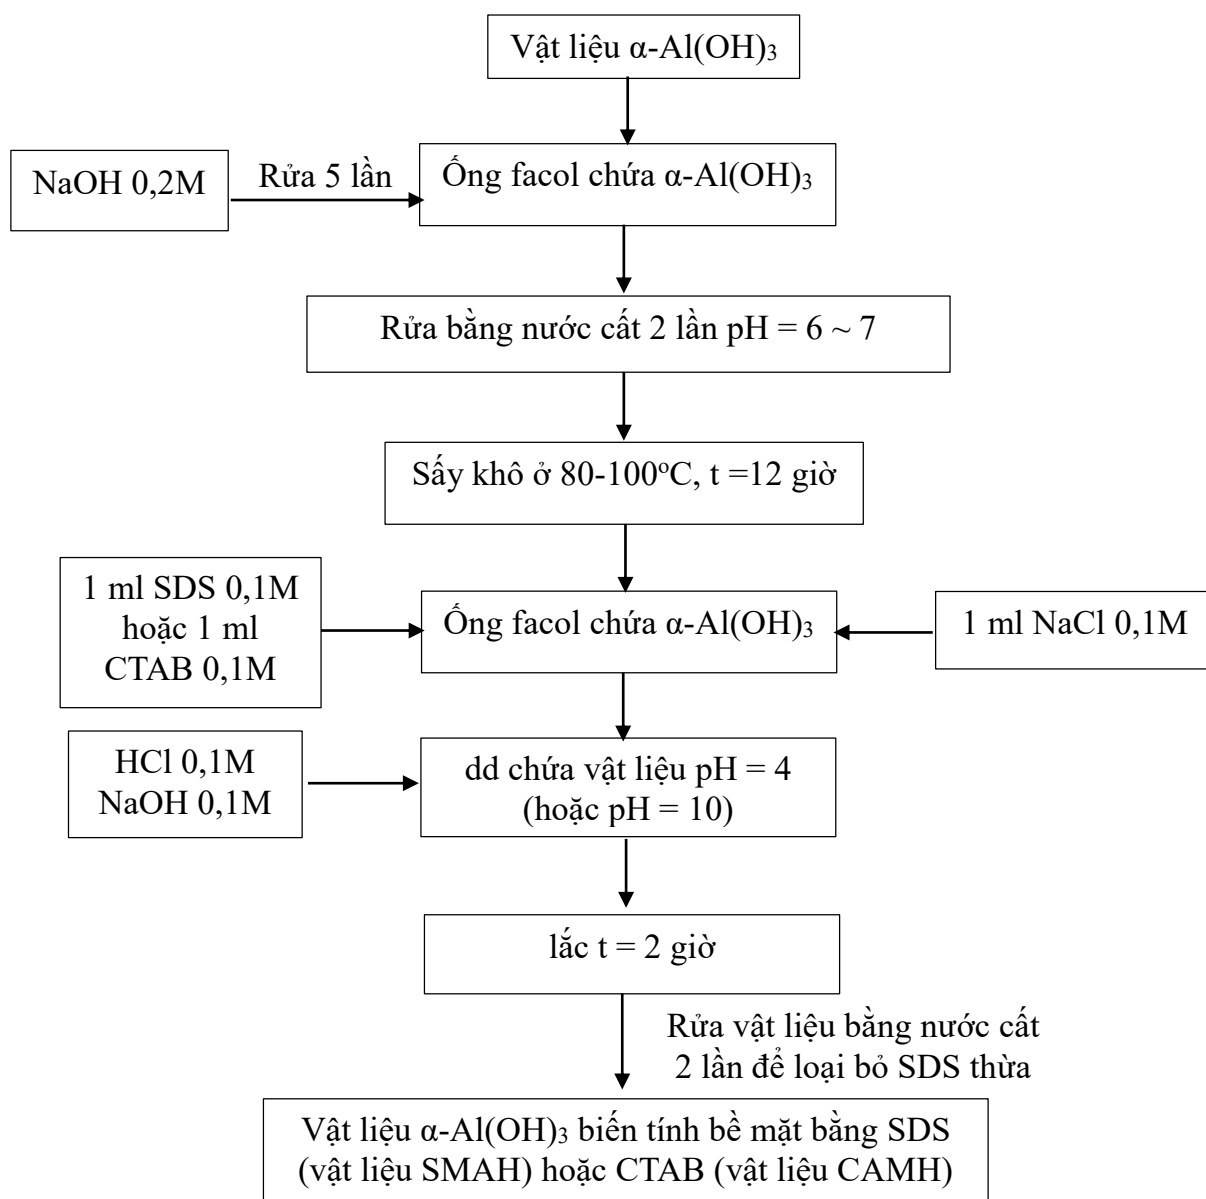 Vật liệu α-Al(OH)₃
NaOH 0,2M
Rửa 5 lần
Ống facol chứa α-Al(OH)₃
Rửa bằng nước cất 2 lần pH = 6 ~ 7
Sấy khô ở 80-100ºC, t =12 giờ
1 ml SDS 0,1M
hoặc 1 ml
CTAB 0,1M
Ống facol chứa α-Al(OH)₃
1 ml NaCl 0,1M
HCl 0,1M
NaOH 0,1M
dd chứa vật liệu pH = 4
(hoặc pH = 10)
lắc t = 2 giờ
Rửa vật liệu bằng nước cất
2 lần để loại bỏ SDS thừa
Vật liệu α-Al(OH)₃ biến tính bề mặt bằng SDS
(vật liệu SMAH) hoặc CTAB (vật liệu CAMH)